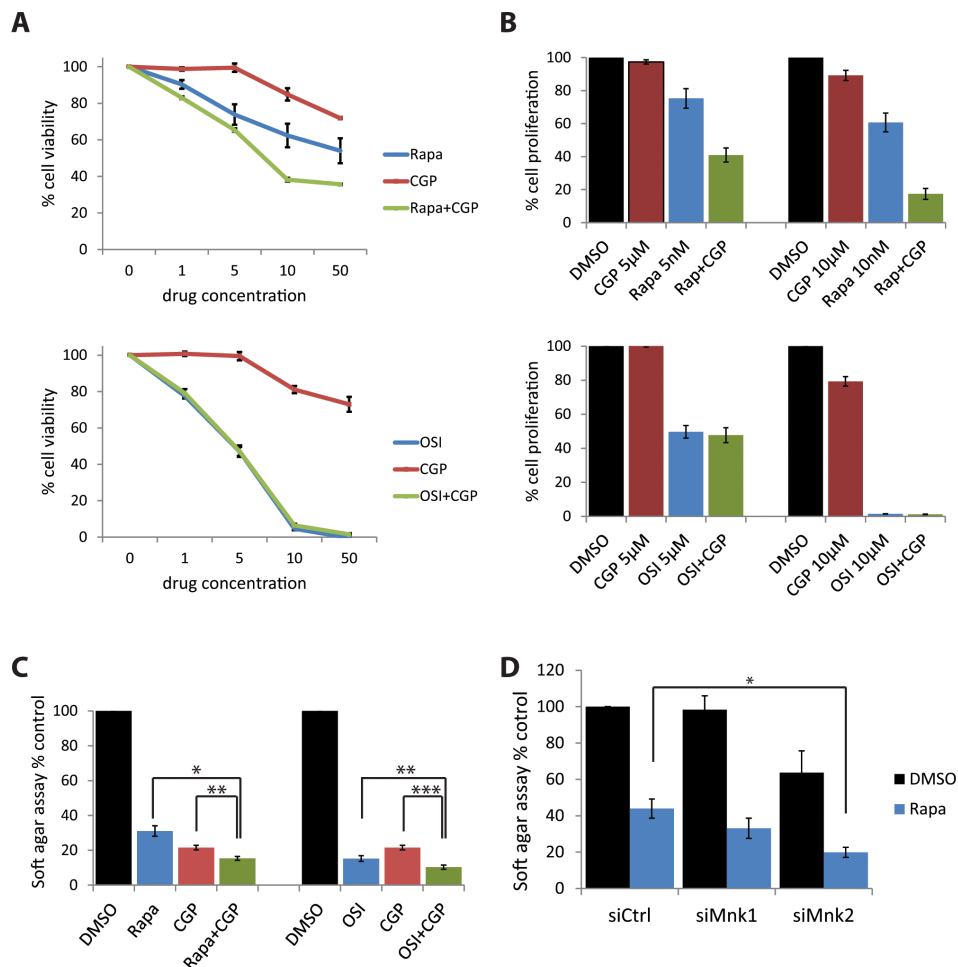 A
100
80
60
40
20
0
% cell viability
0 1 5 10 50
drug concentration
Rapa
CGP
Rapa+CGP
100
80
60
40
20
0
% cell viability
0 1 5 10 50
drug concentration
OSI
CGP
OSI+CGP
B
100
80
60
40
20
0
% cell proliferation
DMSO
CGP 5µM
Rapa 5nM
Rap+CGP
DMSO
CGP 10µM
Rapa 10nM
Rap+CGP
100
80
60
40
20
0
% cell proliferation
DMSO
CGP 5µM
OSI 5µM
OSI+CGP
DMSO
CGP 10µM
OSI 10µM
OSI+CGP
C
100
80
60
40
20
0
Soft agar assay % control
*
**
**
***
DMSO
Rapa
CGP
Rapa+CGP
DMSO
OSI
CGP
OSI+CGP
D
120
100
80
60
40
20
0
Soft agar assay % cotrol
*
siCtrl siMnk1 siMnk2
DMSO
Rapa